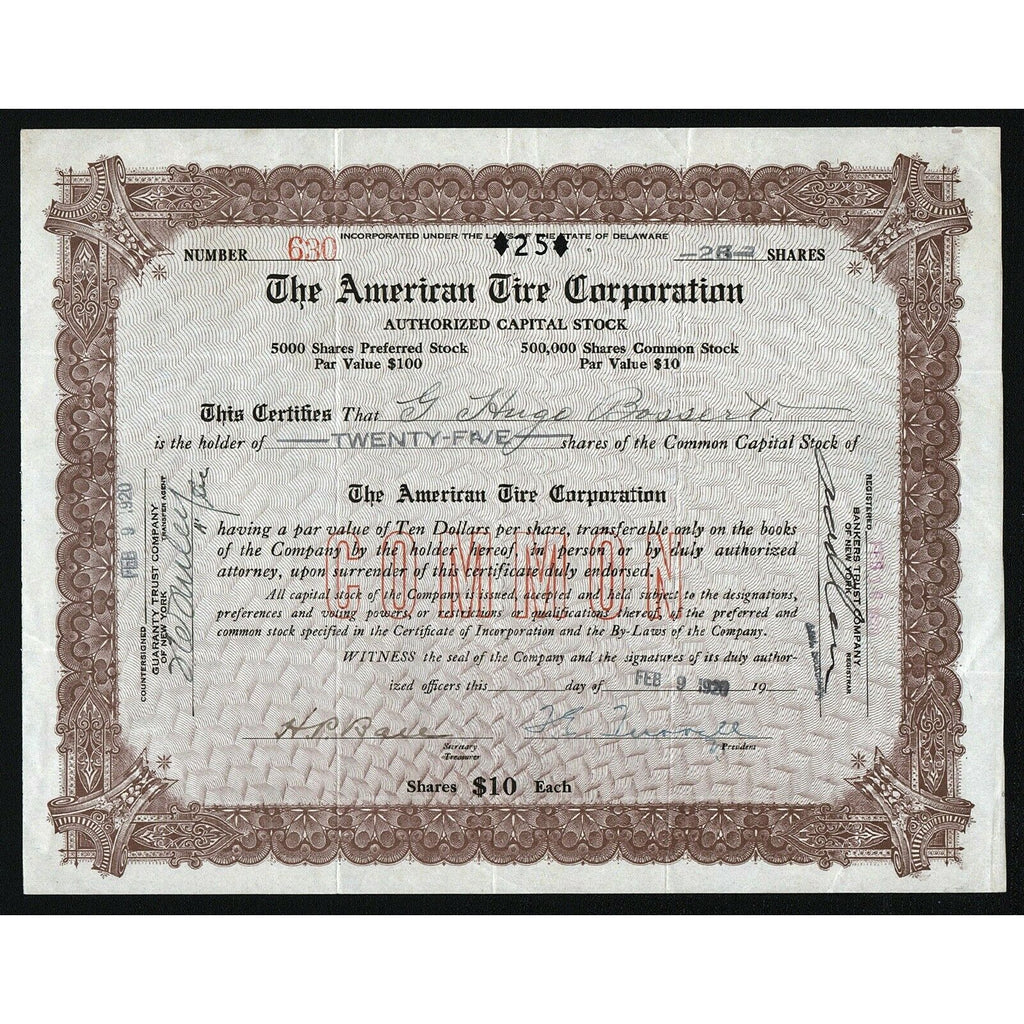 INCORPORATED UNDER THE LAWS OF THE STATE OF DELAWARE
NUMBER 630 ♦25♦ —25— SHARES
The American Tire Corporation
AUTHORIZED CAPITAL STOCK
5000 Shares Preferred Stock 500,000 Shares Common Stock
Par Value $100 Par Value $10
This Certifies That G Hugo Bossert
is the holder of TWENTY-FIVE shares of the Common Capital Stock of
The American Tire Corporation
having a par value of Ten Dollars per share, transferable only on the books
of the Company by the holder hereof, in person or by duly authorized
attorney, upon surrender of this certificate duly endorsed.
COMMON
All capital stock of the Company is issued, accepted and held subject to the designations,
preferences and voting powers, or restrictions or qualifications thereof, of the preferred and
common stock specified in the Certificate of Incorporation and the By-Laws of the Company.
WITNESS the seal of the Company and the signatures of its duly author-
ized officers this day of FEB 9 1920 19
Secretary President
Treasurer
Shares $10 Each
COUNTERSIGNED
GUARANTY TRUST COMPANY
OF NEW YORK TRANSFER AGENT
FEB 9 1920
REGISTERED
BANKERS TRUST COMPANY
OF NEW YORK REGISTRAR